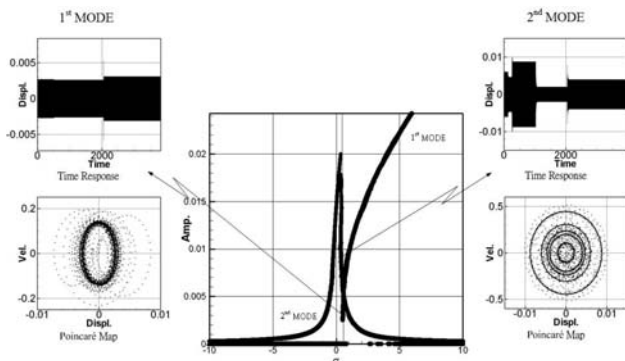 1st MODE
0.005
0
-0.005
Displ.
0
2000
Time
Time Response
0.2
0
-0.2
Vel.
-0.01
0
0.01
Displ.
Poincaré Map
0.02
0.015
0.01
0.005
0
Amp.
-10
-5
0
5
10
1st MODE
2nd MODE
2nd MODE
0.01
0
-0.01
Displ.
0
2000
Time
Time Response
0.5
0
-0.5
Vel.
-0.01
0
0.01
Displ.
Poincaré Map